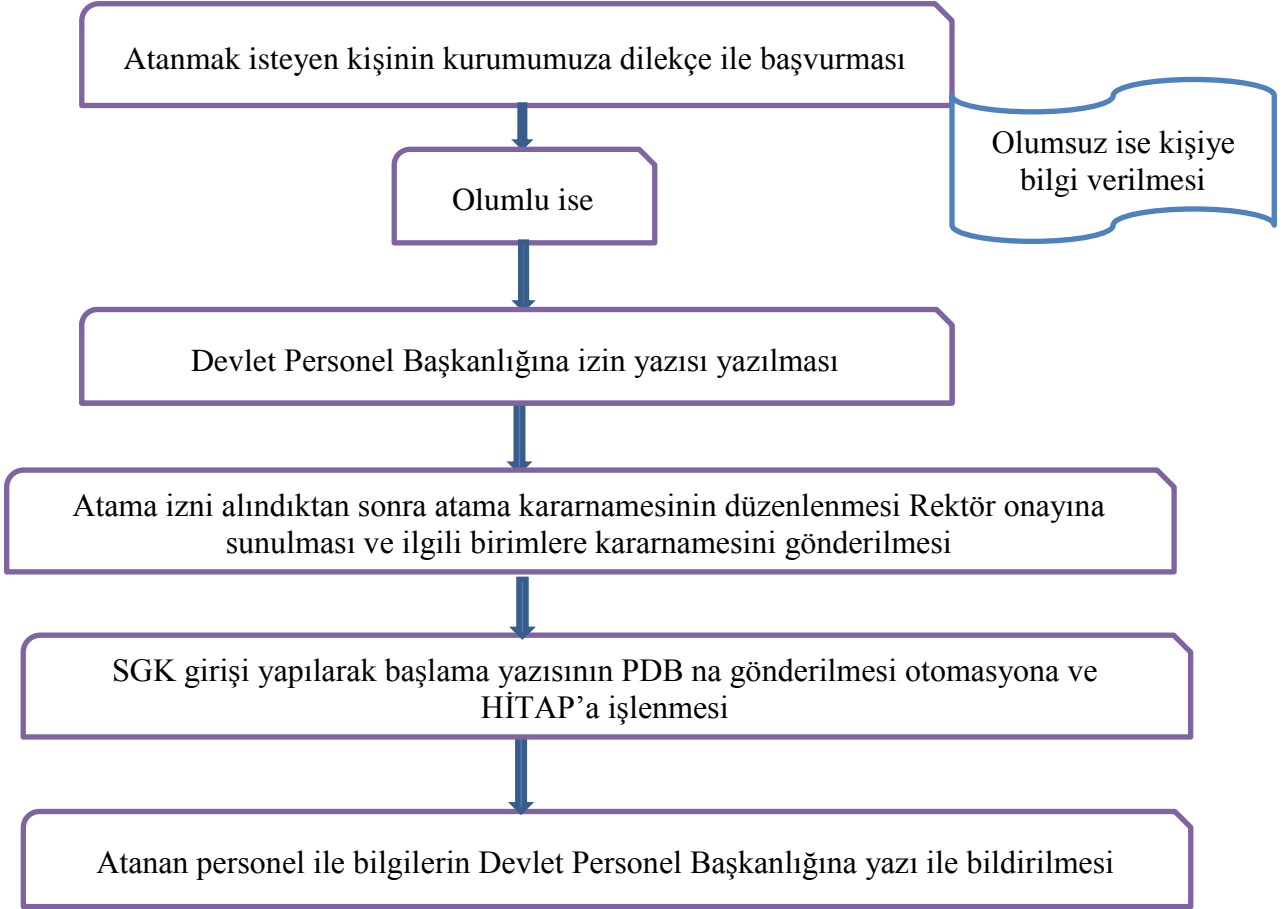 Atanmak isteyen kişinin kurumumuza dilekçe ile başvurması
Olumsuz ise kişiye
bilgi verilmesi
Olumlu ise
Devlet Personel Başkanlığına izin yazısı yazılması
Atama izni alındıktan sonra atama kararnamesinin düzenlenmesi Rektör onayına
sunulması ve ilgili birimlere kararnamesini gönderilmesi
SGK girişi yapılarak başlama yazısının PDB na gönderilmesi otomasyona ve
HİTAP’a işlenmesi
Atanan personel ile bilgilerin Devlet Personel Başkanlığına yazı ile bildirilmesi